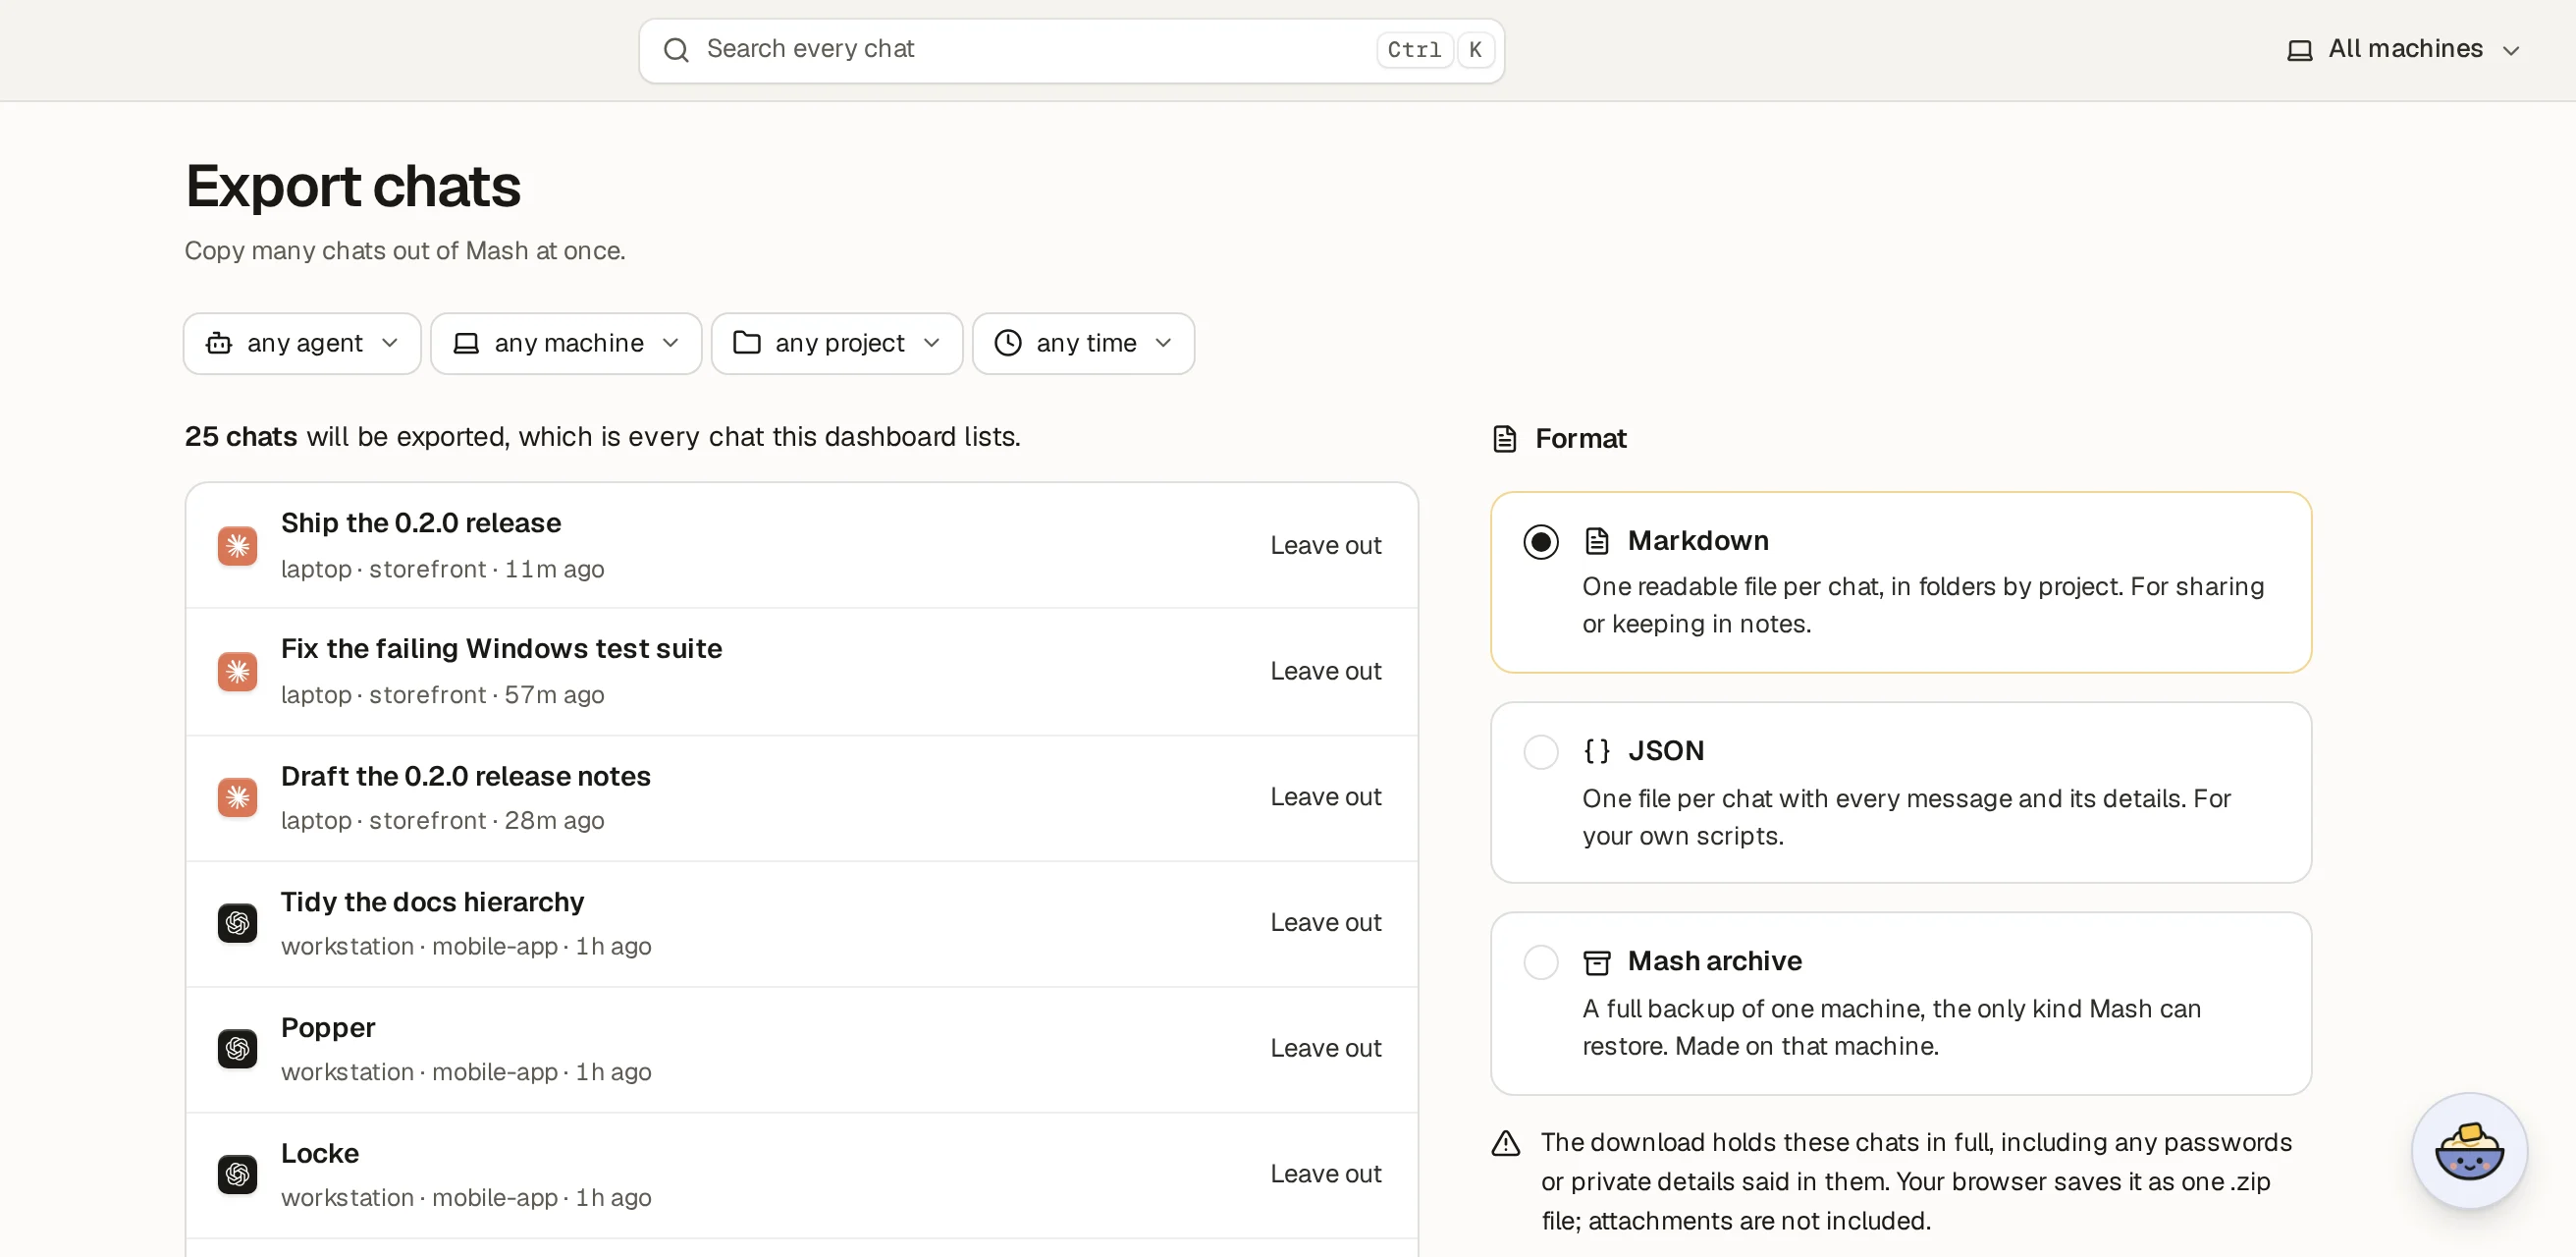 Search every chat
Ctrl K
All machines
Export chats
Copy many chats out of Mash at once.
any agent
any machine
any project
any time
25 chats will be exported, which is every chat this dashboard lists.
Ship the 0.2.0 release
laptop · storefront · 11m ago
Leave out
Fix the failing Windows test suite
laptop · storefront · 57m ago
Leave out
Draft the 0.2.0 release notes
laptop · storefront · 28m ago
Leave out
Tidy the docs hierarchy
workstation · mobile-app · 1h ago
Leave out
Popper
workstation · mobile-app · 1h ago
Leave out
Locke
workstation · mobile-app · 1h ago
Leave out
Format
Markdown
One readable file per chat, in folders by project. For sharing
or keeping in notes.
{ } JSON
One file per chat with every message and its details. For
your own scripts.
Mash archive
A full backup of one machine, the only kind Mash can
restore. Made on that machine.
The download holds these chats in full, including any passwords
or private details said in them. Your browser saves it as one .zip
file; attachments are not included.